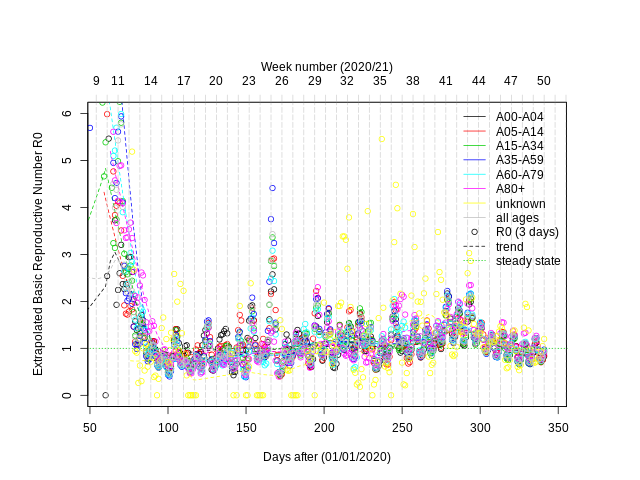 Week number (2020/21)
9 11 14 17 20 23 26 29 32 35 38 41 44 47 50
Extrapolated Basic Reproductive Number R0
6
5
4
3
2
1
0
A00-A04
A05-A14
A15-A34
A35-A59
A60-A79
A80+
unknown
all ages
R0 (3 days)
trend
steady state
50 100 150 200 250 300 350
Days after (01/01/2020)